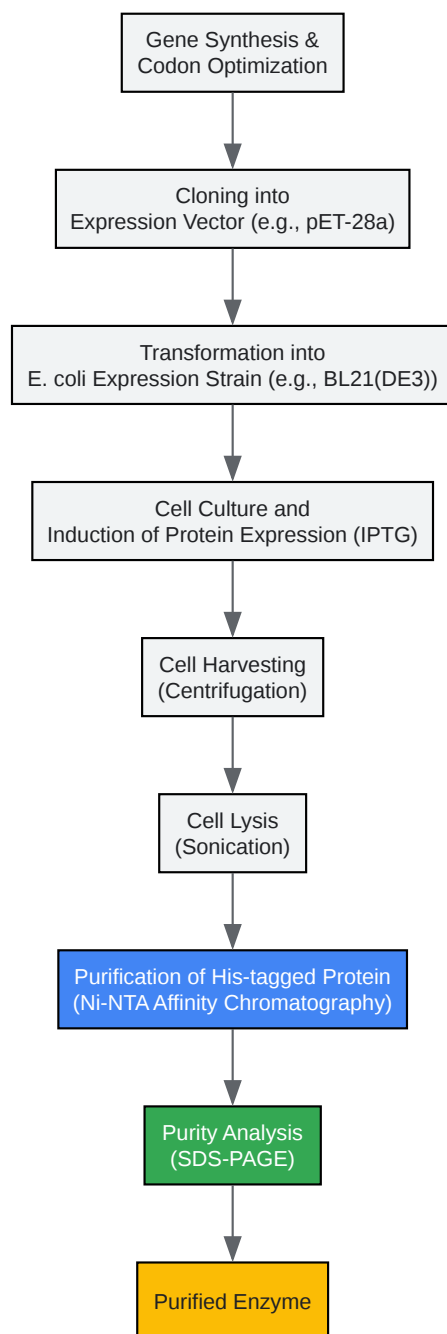 Gene Synthesis &
Codon Optimization
Cloning into
Expression Vector (e.g., pET-28a)
Transformation into
E. coli Expression Strain (e.g., BL21(DE3))
Cell Culture and
Induction of Protein Expression (IPTG)
Cell Harvesting
(Centrifugation)
Cell Lysis
(Sonication)
Purification of His-tagged Protein
(Ni-NTA Affinity Chromatography)
Purity Analysis
(SDS-PAGE)
Purified Enzyme